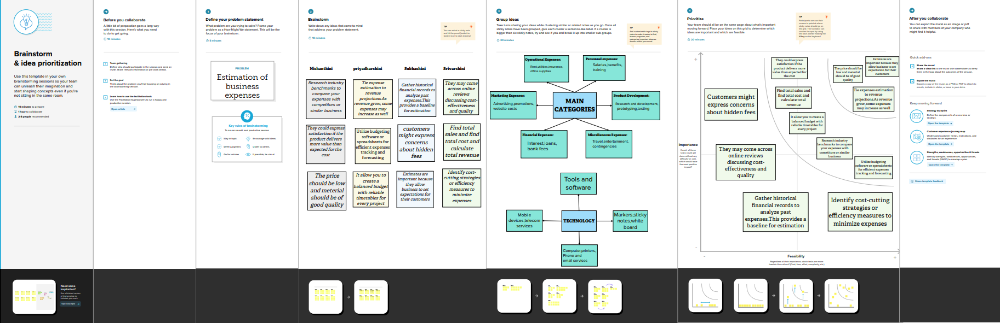 Brainstorm
& idea prioritization
Use this template in your own
brainstorming sessions so your team
can unleash their imagination and
start shaping concepts even if you're
not sitting in the same room.
10 minutes to prepare
1 hour to collaborate
2-8 people recommended
Need some
inspiration?
See a finished version
of this template to
kickstart your work.
Open example
Before you collaborate
A little bit of preparation goes a long way
with this session. Here's what you need
to do to get going.
10 minutes
Team gathering
Define who should participate in the session and send an
invite. Share relevant information or pre-work ahead.
Set the goal
Think about the problem you'll be focusing on solving in
the brainstorming session.
Learn how to use the facilitation tools
Use the Facilitation Superpowers to run a happy and
productive session.
Open article
1
Define your problem statement
What problem are you trying to solve? Frame your
problem as a How Might We statement. This will be the
focus of your brainstorm.
5 minutes
PROBLEM
Estimation of
business
expenses
Key rules of brainstorming
To run an smooth and productive session
Stay in topic.
Encourage wild ideas.
Defer judgment.
Listen to others.
Go for volume.
If possible, be visual.
2
Brainstorm
Write down any ideas that come to mind
that address your problem statement.
10 minutes
TIP
You can select a sticky note
and hit the pencil [switch to
sketch] icon to start drawing!
Nishanthini
priyadharshini
Subhashini
Srivarshini
Research industry
benchmarks to
compare your
expenses with
competitors or
similar business
Tie expense
estimation to
revenue
projections.As
revenue grow, some
expenses may
increase as well
Gather historical
financial records to
analyze past
expenses.This
provides a baseline
for estimation
They may come
across online
reviews
discussing cost-
effectiveness
and quality
They could express
satisfaction if the
product delivers
more value than
expected for the
cost
Utilize budgeting
software or
spreadsheets for
efficient expenses
tracking and
forecasting
customers
might express
concerns
about hidden
fees
Find total
sales and find
total cost and
calculate
total revenue
The price
should be low
and meterial
should be of
good quality
It allow you to
create a
balanced budget
with reliable
timetables for
every project
Estimates are
important because
they allow
business to set
expectations for
their customers
Identify cost-
cutting strategies
or efficiency
measures to
minimize
expenses
3
Group ideas
Take turns sharing your ideas while clustering similar or related notes as you go. Once all
sticky notes have been grouped, give each cluster a sentence-like label. If a cluster is
bigger than six sticky notes, try and see if you and break it up into smaller sub-groups.
20 minutes
TIP
Add customizable tags to sticky
notes to make it easier to find,
browse, organize, and
categorize important ideas as
themes within your mural.
Operational Expenses:
Rent,utilities,insurance,
office supplies
Personnel expenses:
Salaries,benefits,
training
Marketing Expenses:
Advertising,promotions,
website costs
MAIN
CATEGORIES
Product Development:
Research and development,
prototyping,testing
Financial Expenses:
Interest,loans,
bank fees
Miscellaneous Expenses:
Travel,entertainment,
contingencies
Tools and
software
Mobile
devices,telecom
services
TECHNOLOGY
Markers,sticky
notes,white
board
Computer,printers,
Phone and
email services
4
Prioritize
Your team should all be on the same page about what's important
moving forward. Place your ideas on this grid to determine which
ideas are important and which are feasible.
20 minutes
TIP
Participants can use their
cursors to point at where
sticky notes should go on
the grid. The facilitator can
confirm the spot by using
the laser pointer holding the
H key on the keyboard.
They could express
satisfaction if the
product delivers more
value than expected for
the cost
The price should be
low and meterial
should be of good
quality
Estimates are
important because they
allow business to set
expectation for their
customers
Customers might
express concerns
about hidden fees
Find total sales and
find total cost and
calculate total
revenue
Tie expenses estimation
to revenue
projections.As revenue
grow,some expenses
may increase as well
It allow you to create a
balanced budget with
reliable timetables for
every project
Importance
If each of these
tasks could get
done without any
difficulty or cost,
which would have
the most positive
impact?
They may come across
online reviews
discussing cost-
effectiveness and
quality
Research industry
benchmarks to compare
your expenses with
comeitors or similar
business
Utilize budgeting
software or spreadsheets
for efficient expenses
tracking and forecasting
Gather historical
financial records to
analyze past
expenses.This provides a
baseline for estimation
Identify cost-cutting
strategies or
efficiency measures to
minimize expenses
Feasibility
Regardless of their importance, which tasks are more
feasible than others? (Cost, time, effort, complexity, etc.)
After you collaborate
You can export the mural as an image or pdf
to share with members of your company who
might find it helpful.
Quick add-ons
Share the mural
Share a view link to the mural with stakeholders to keep
them in the loop about the outcomes of the session.
Export the mural
Export a copy of the mural as a PNG or PDF to attach to
emails, include in slides, or save in your drive.
Keep moving forward
Strategy blueprint
Define the components of a new idea or
strategy.
Open the template
Customer experience journey map
Understand customer needs, motivations, and
obstacles for an experience.
Open the template
Strengths, weaknesses, opportunities & threats
Identify strengths, weaknesses, opportunities,
and threats (SWOT) to develop a plan.
Open the template
Share template feedback